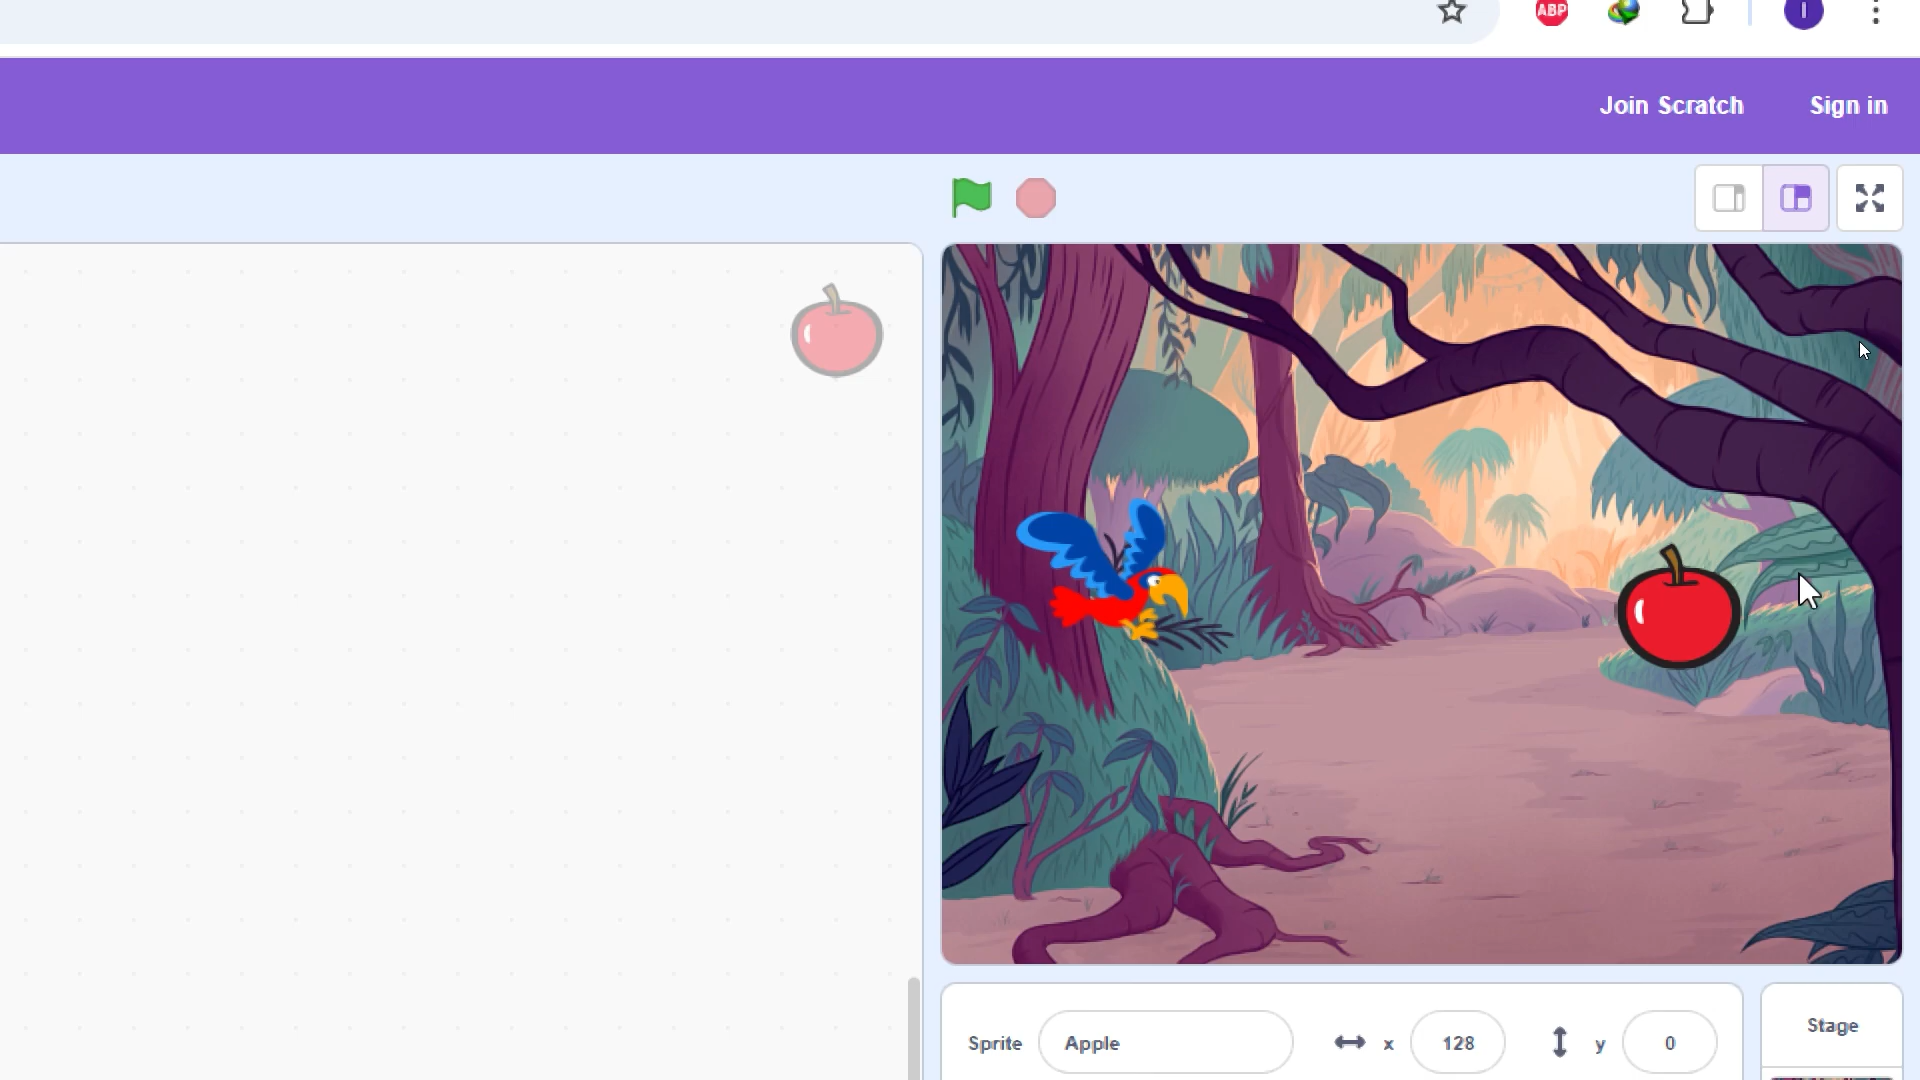 ABP
I
Join Scratch
Sign in
Sprite
Apple
x
128
y
0
Stage